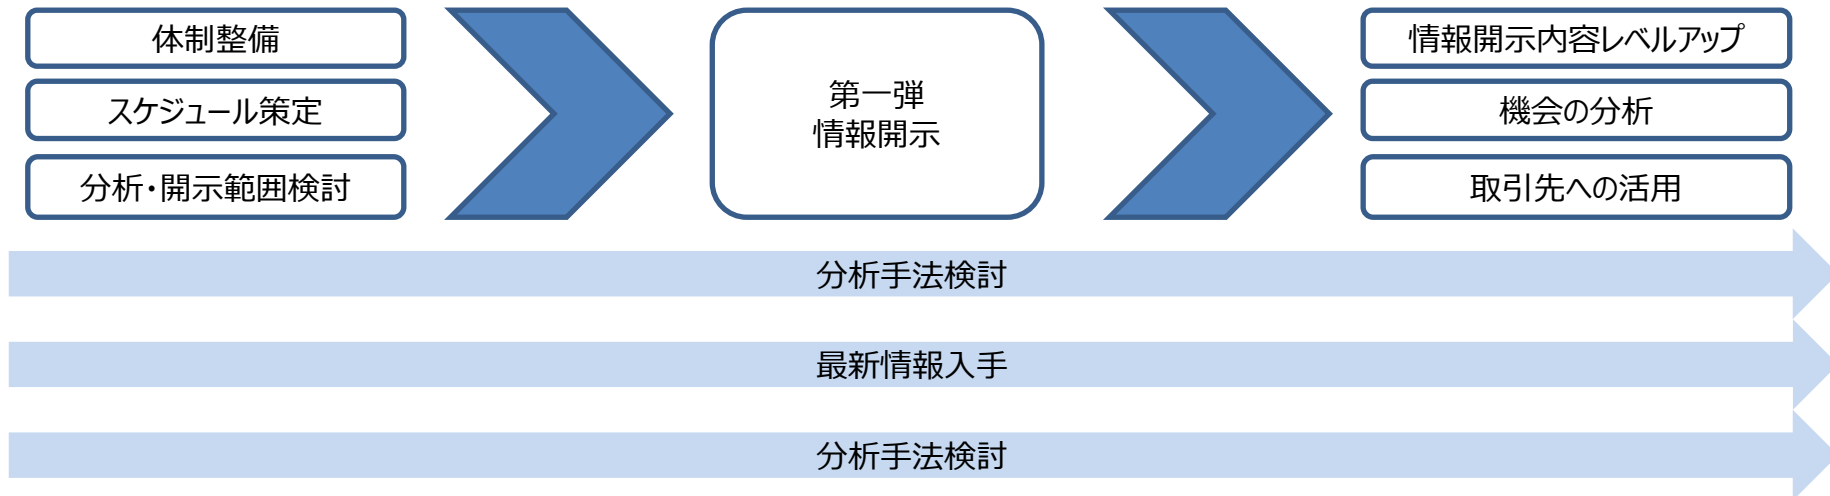 体制整備
スケジュール策定
分析・開示範囲検討
第一弾
情報開示
情報開示内容レベルアップ
機会の分析
取引先への活用
分析手法検討
最新情報入手
分析手法検討